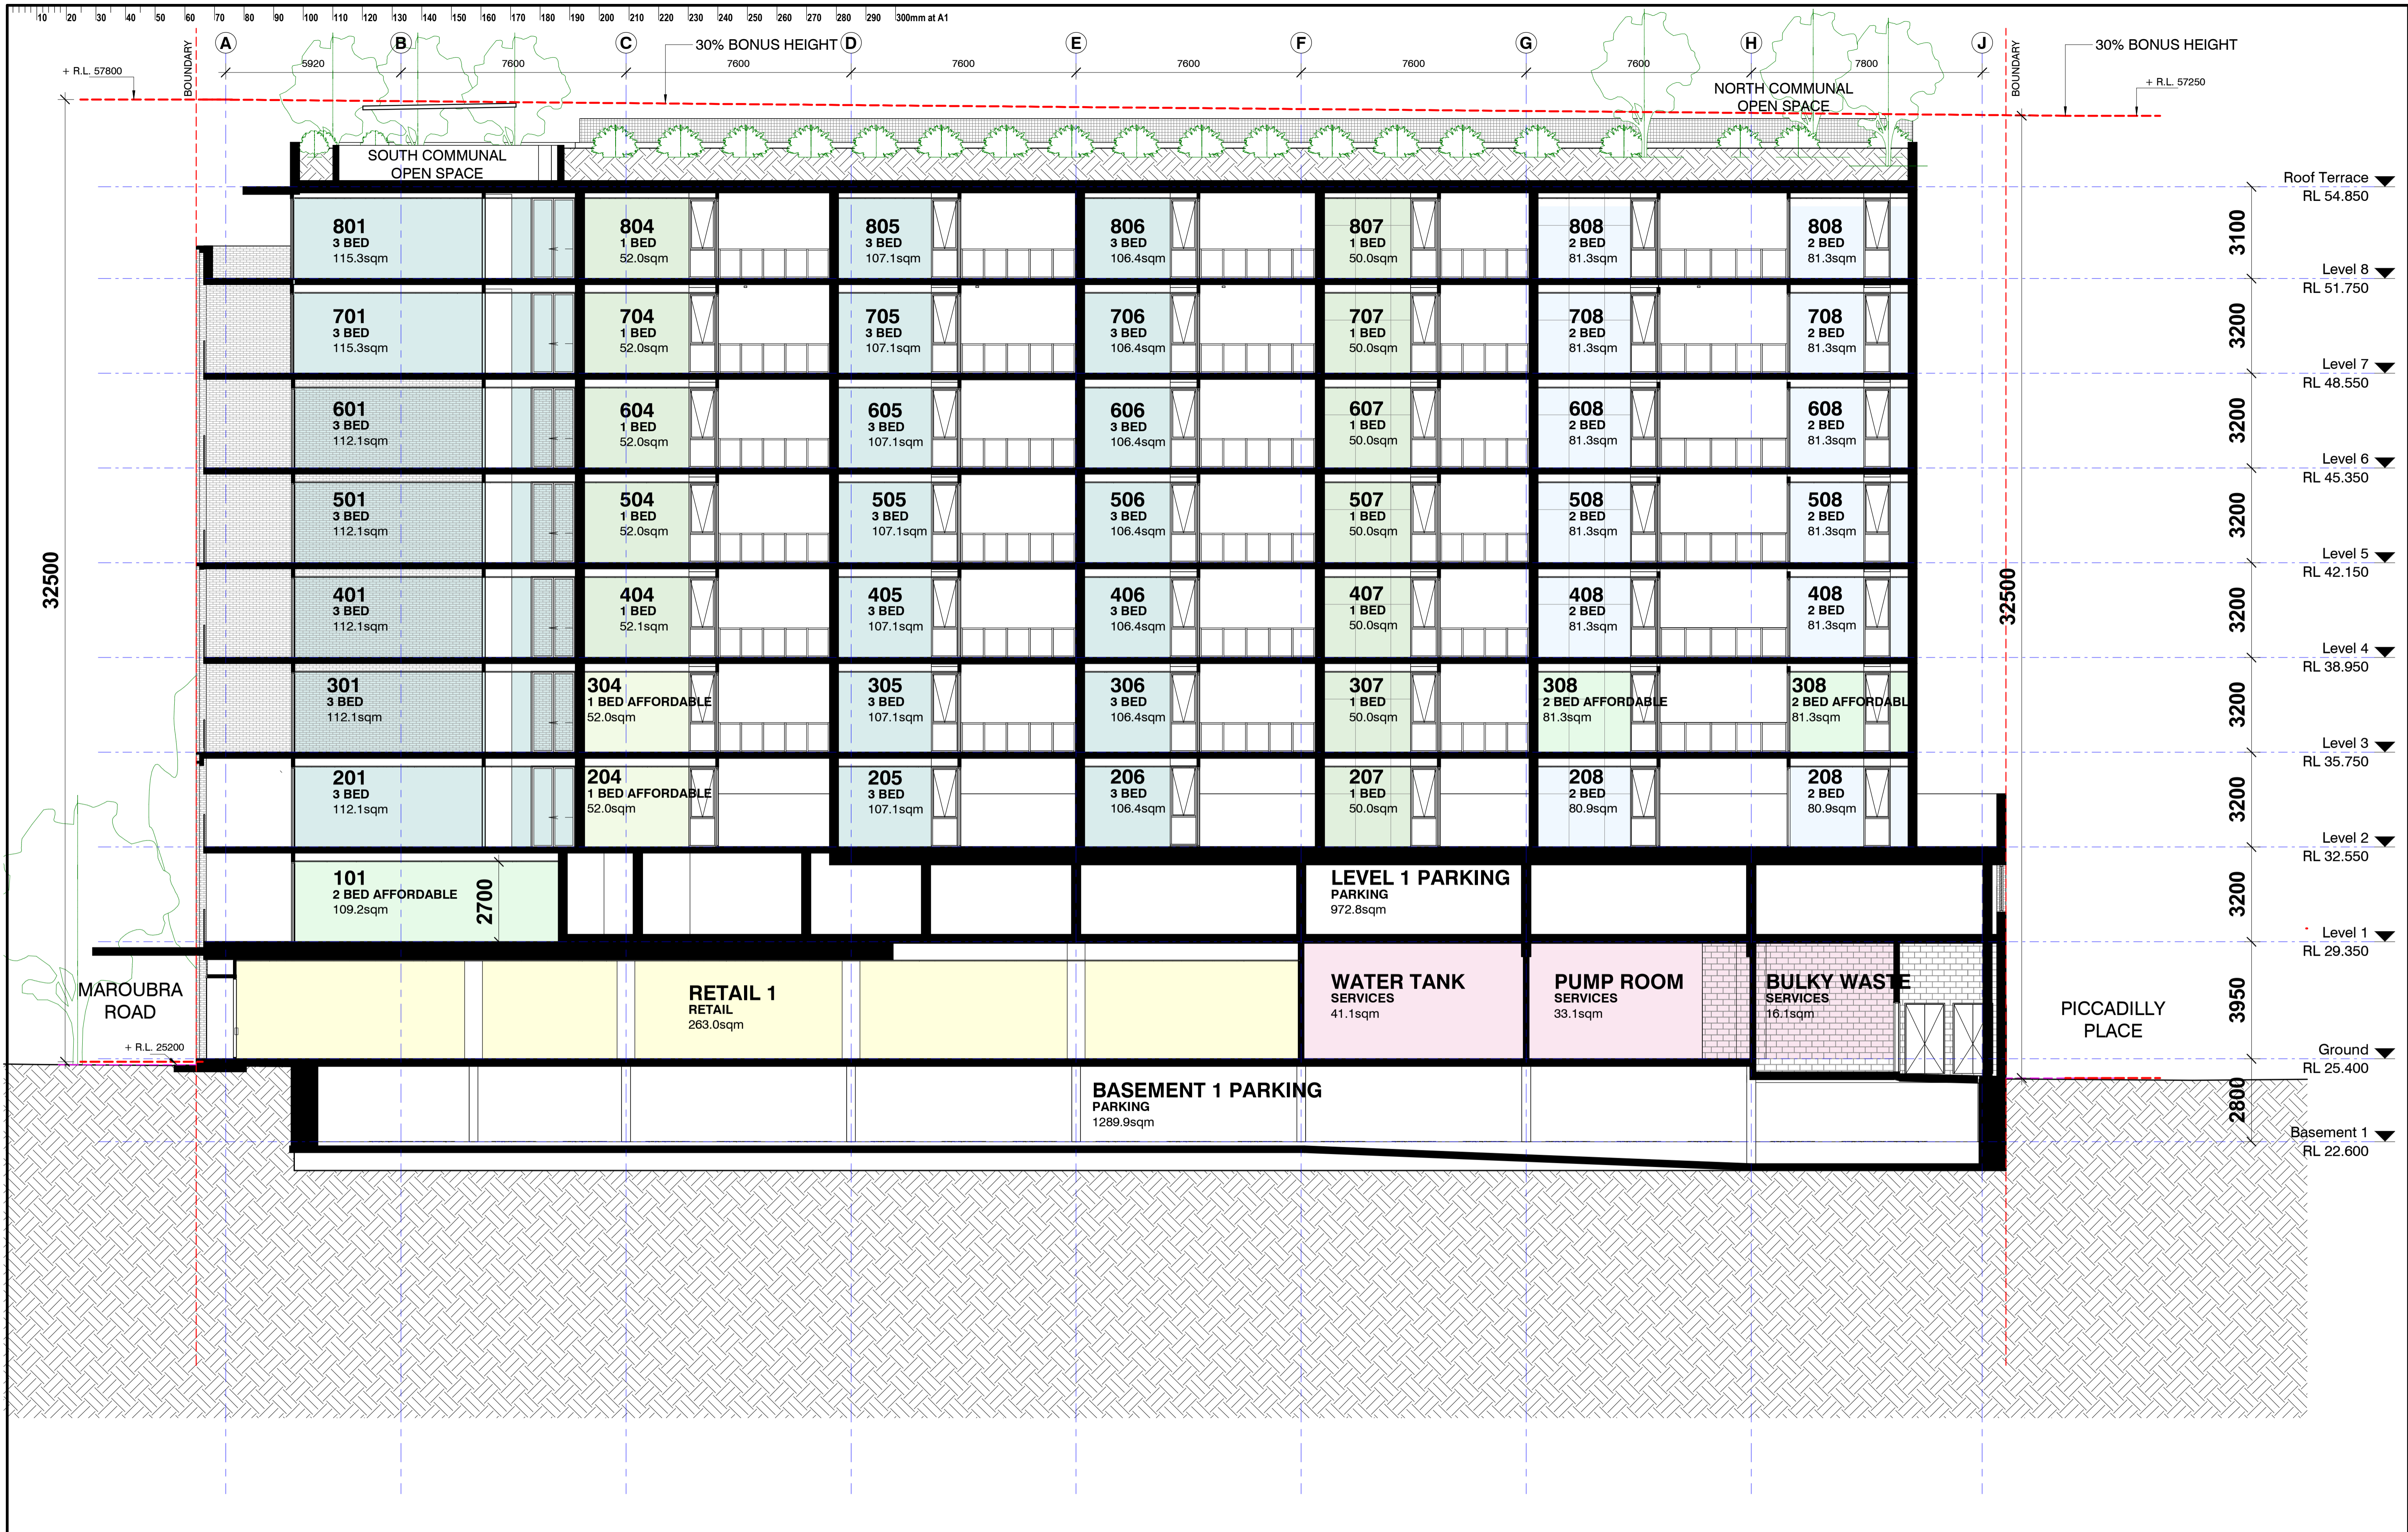 10 20 30 40 50 60 70 80 90 100 110 120 130 140 150 160 170 180 190 200 210 220 230 240 250 260 270 280 290 300mm at A1
A B C D E F G H J
30% BONUS HEIGHT
30% BONUS HEIGHT
5920 7600 7600 7600 7600 7600 7600 7800
+ R.L. 57800
+ R.L. 57250
BOUNDARY
BOUNDARY
NORTH COMMUNAL
OPEN SPACE
SOUTH COMMUNAL
OPEN SPACE
Roof Terrace
RL 54.850
3100
801
3 BED
115.3sqm
804
1 BED
52.0sqm
805
3 BED
107.1sqm
806
3 BED
106.4sqm
807
1 BED
50.0sqm
808
2 BED
81.3sqm
808
2 BED
81.3sqm
Level 8
RL 51.750
3200
701
3 BED
115.3sqm
704
1 BED
52.0sqm
705
3 BED
107.1sqm
706
3 BED
106.4sqm
707
1 BED
50.0sqm
708
2 BED
81.3sqm
708
2 BED
81.3sqm
Level 7
RL 48.550
3200
601
3 BED
112.1sqm
604
1 BED
52.0sqm
605
3 BED
107.1sqm
606
3 BED
106.4sqm
607
1 BED
50.0sqm
608
2 BED
81.3sqm
608
2 BED
81.3sqm
Level 6
RL 45.350
3200
501
3 BED
112.1sqm
504
1 BED
52.0sqm
505
3 BED
107.1sqm
506
3 BED
106.4sqm
507
1 BED
50.0sqm
508
2 BED
81.3sqm
508
2 BED
81.3sqm
Level 5
RL 42.150
32500
32500
3200
401
3 BED
112.1sqm
404
1 BED
52.1sqm
405
3 BED
107.1sqm
406
3 BED
106.4sqm
407
1 BED
50.0sqm
408
2 BED
81.3sqm
408
2 BED
81.3sqm
Level 4
RL 38.950
3200
301
3 BED
112.1sqm
304
1 BED AFFORDABLE
52.0sqm
305
3 BED
107.1sqm
306
3 BED
106.4sqm
307
1 BED
50.0sqm
308
2 BED AFFORDABLE
81.3sqm
308
2 BED AFFORDABL
81.3sqm
Level 3
RL 35.750
3200
201
3 BED
112.1sqm
204
1 BED AFFORDABLE
52.0sqm
205
3 BED
107.1sqm
206
3 BED
106.4sqm
207
1 BED
50.0sqm
208
2 BED
80.9sqm
208
2 BED
80.9sqm
Level 2
RL 32.550
3200
101
2 BED AFFORDABLE
109.2sqm
2700
LEVEL 1 PARKING
PARKING
972.8sqm
Level 1
RL 29.350
3950
MAROUBRA
ROAD
RETAIL 1
RETAIL
263.0sqm
WATER TANK
SERVICES
41.1sqm
PUMP ROOM
SERVICES
33.1sqm
BULKY WASTE
SERVICES
16.1sqm
PICCADILLY
PLACE
+ R.L. 25200
Ground
RL 25.400
2800
BASEMENT 1 PARKING
PARKING
1289.9sqm
Basement 1
RL 22.600